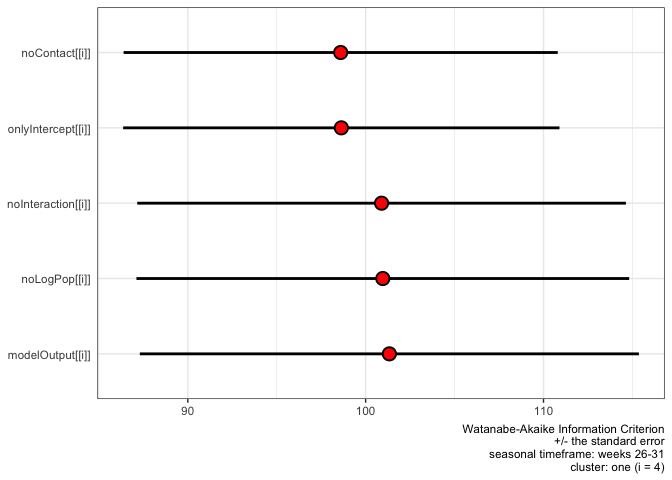 noContact[[i]]
onlyIntercept[[i]]
noInteraction[[i]]
noLogPop[[i]]
modelOutput[[i]]
90 100 110
Watanabe-Akaike Information Criterion
+/- the standard error
seasonal timeframe: weeks 26-31
cluster: one (i = 4)